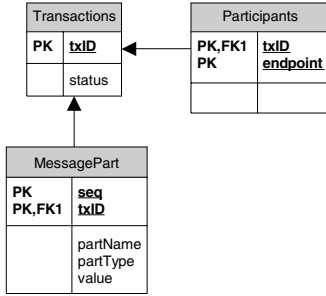 Transactions
PK txID
status
Participants
PK,FK1 txID
PK endpoint
MessagePart
PK seq
PK,FK1 txID
partName
partType
value